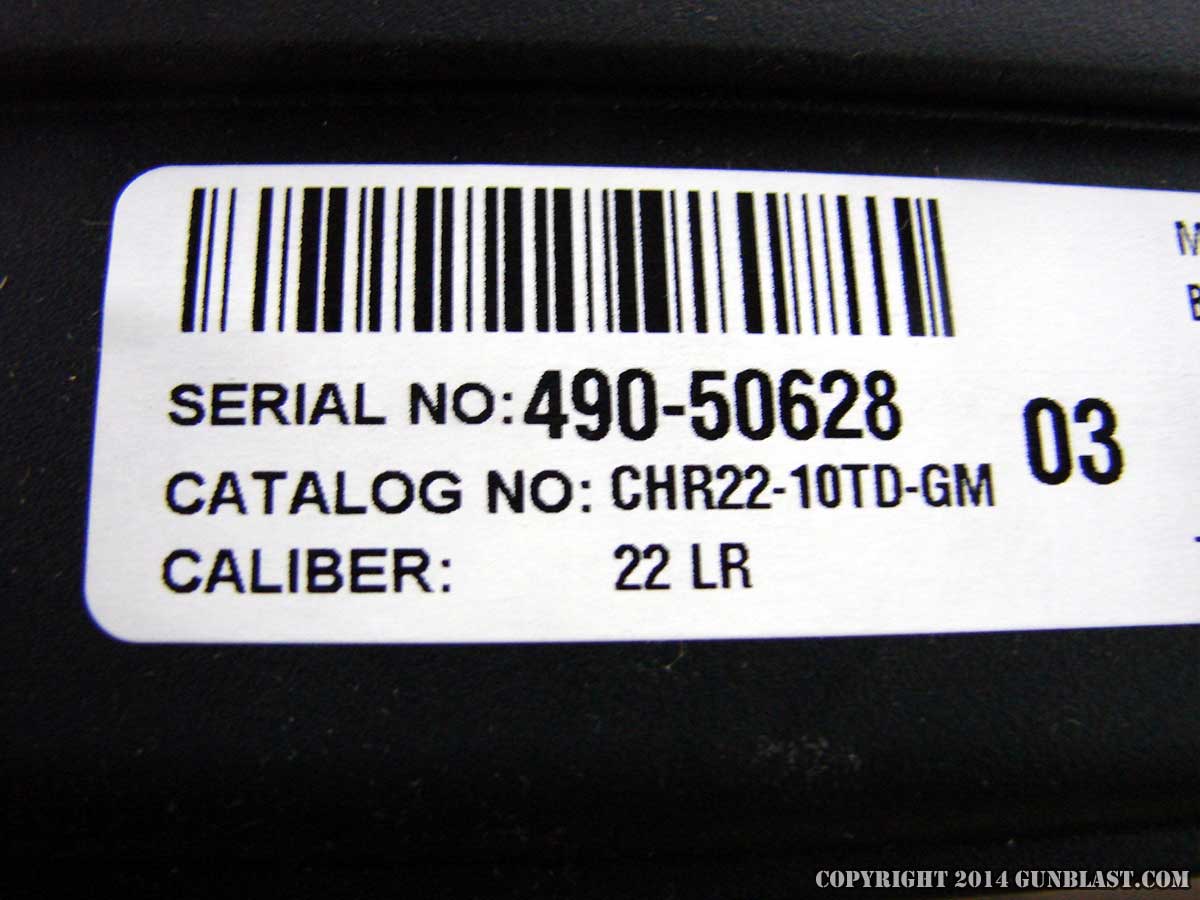 SERIAL NO: 490-50628
03
CATALOG NO: CHR22-10TD-GM
CALIBER: 22 LR
COPYRIGHT 2014 GUNBLAST.COM